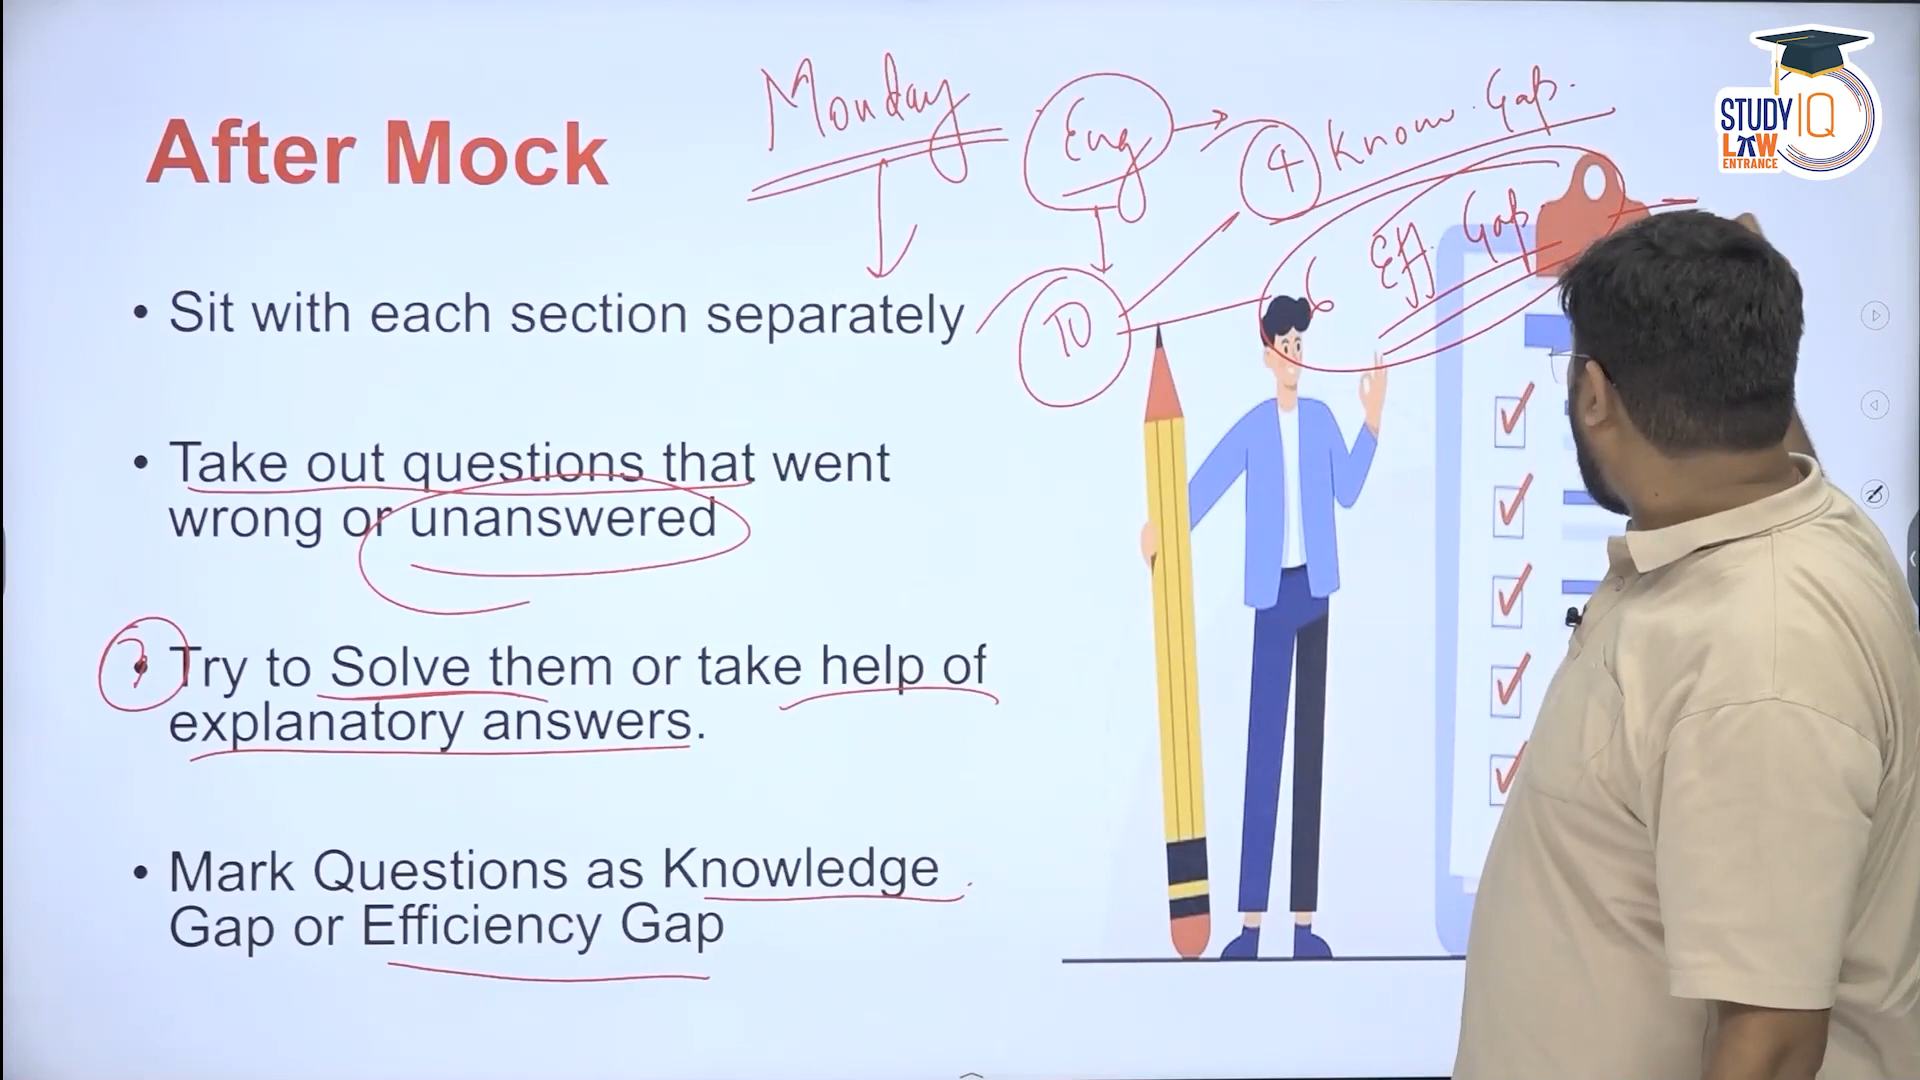 After Mock
Monday
Eng
4 Know. Gap.
10
6 Eff. Gap
STUDY IQ
LAW
ENTRANCE
• Sit with each section separately
• Take out questions that went
wrong or unanswered
• Try to Solve them or take help of
explanatory answers.
• Mark Questions as Knowledge
Gap or Efficiency Gap